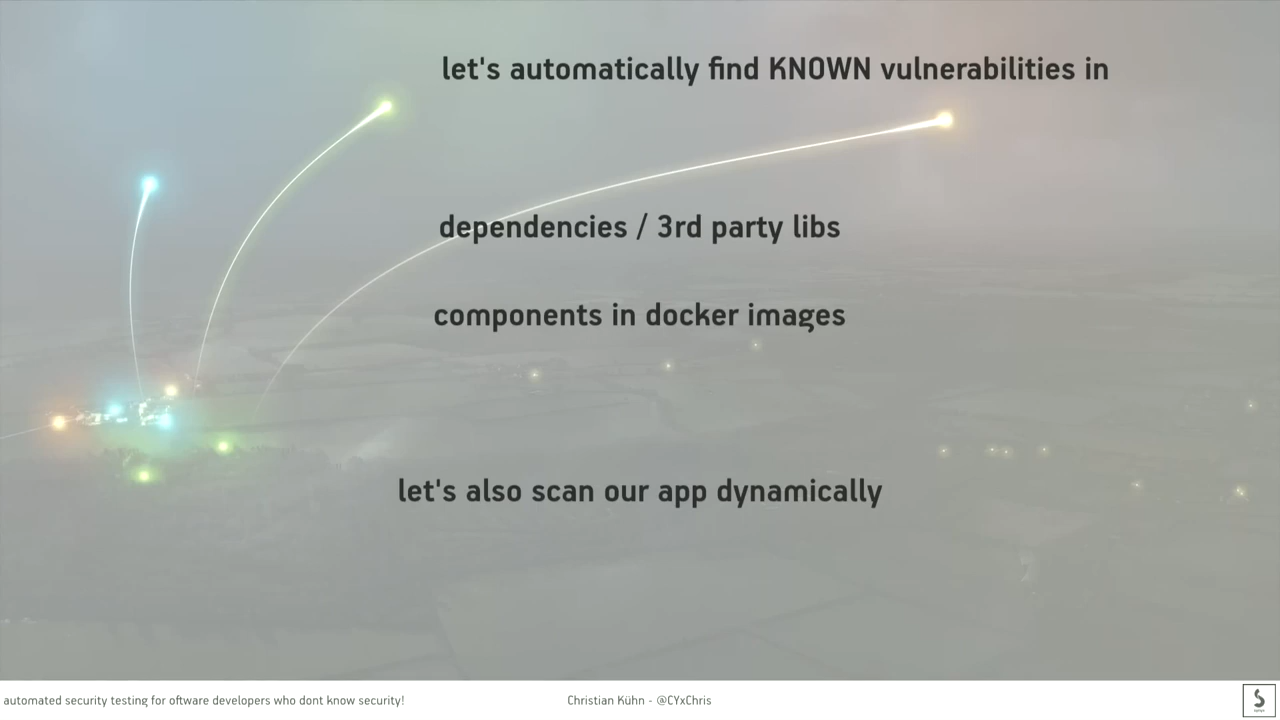 let's automatically find KNOWN vulnerabilities in
dependencies / 3rd party libs
components in docker images
let's also scan our app dynamically
automated security testing for oftware developers who dont know security!
Christian Kühn - @CYxChris